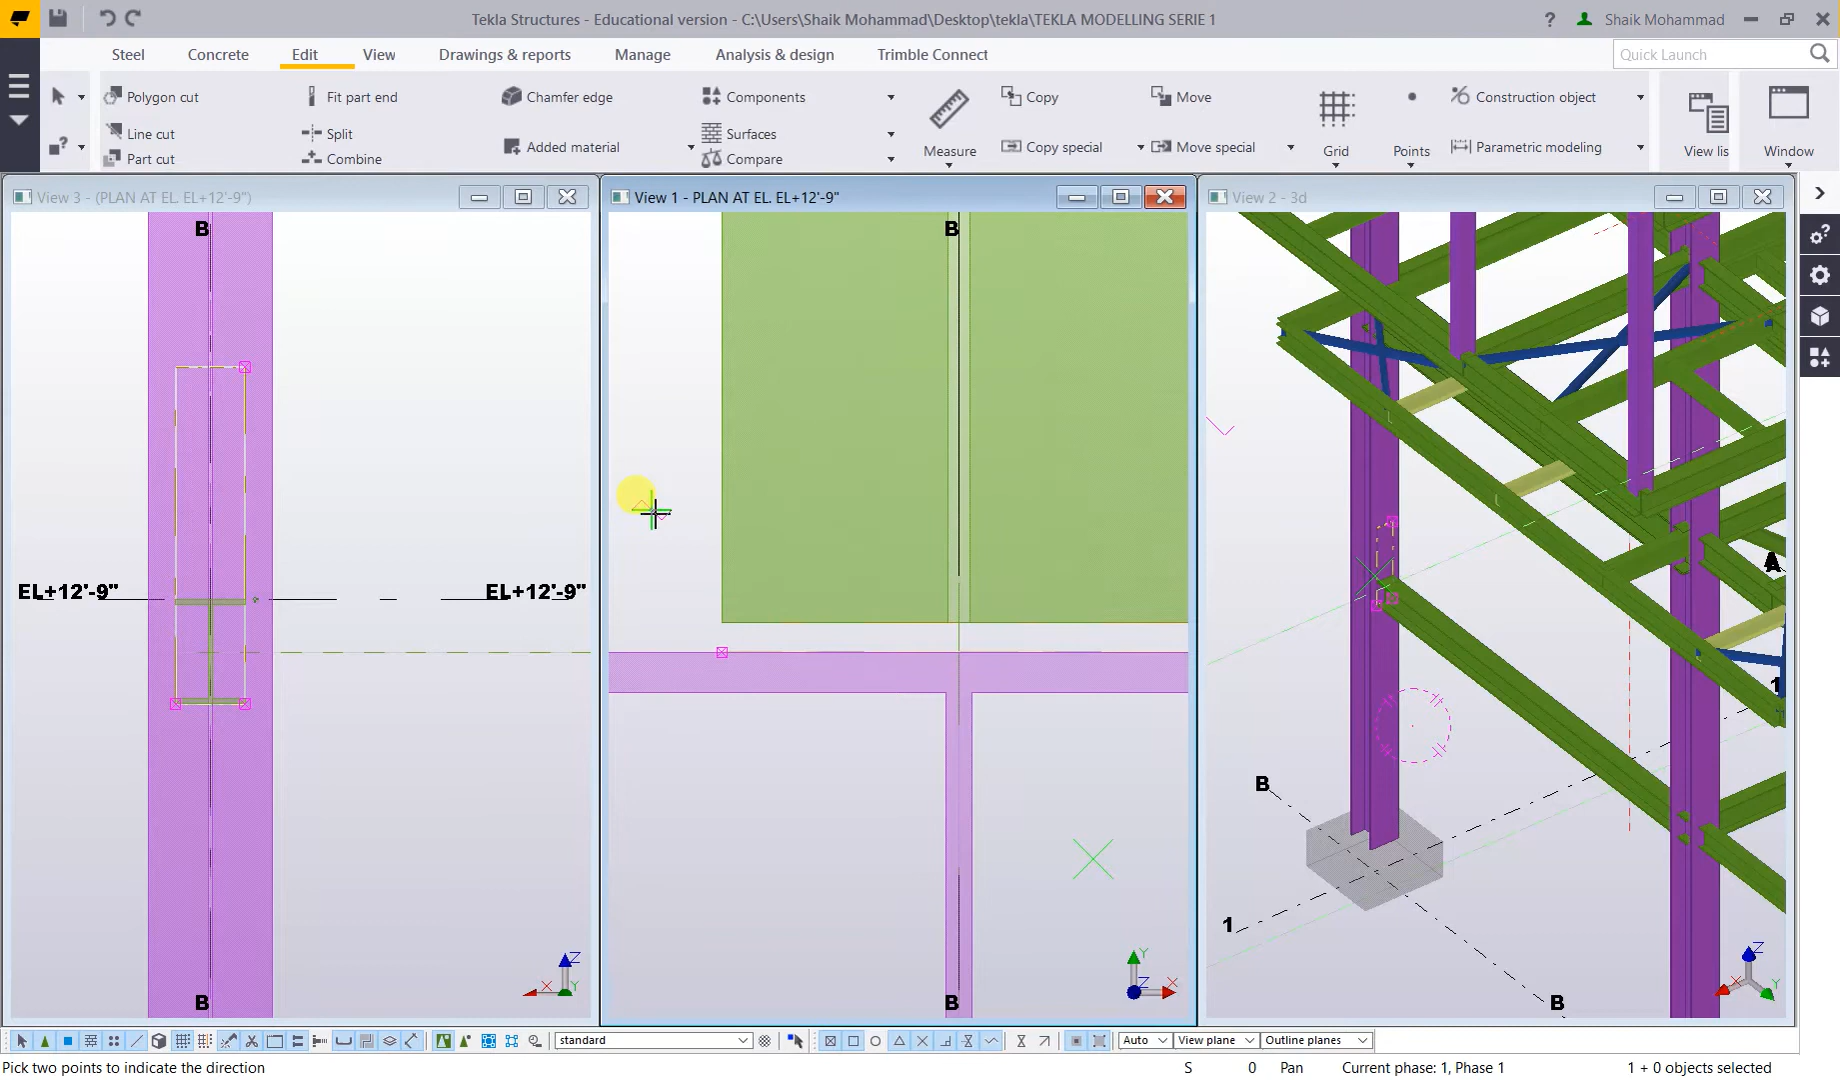 Tekla Structures - Educational version - C:\Users\Shaik Mohammad\Desktop\tekla\TEKLA MODELLING SERIE 1
? Shaik Mohammad
Steel Concrete Edit View Drawings & reports Manage Analysis & design Trimble Connect Quick Launch
Polygon cut Fit part end Chamfer edge Components Copy Move Construction object
Line cut Split Surfaces
Added material Measure Copy special Move special Grid Points Parametric modeling View lis Window
Part cut Combine Compare
View 3 - (PLAN AT EL. EL+12'-9")
View 1 - PLAN AT EL. EL+12'-9"
View 2 - 3d
B
B
EL+12'-9" EL+12'-9"
A
1
B
1
B
B
B
Z
X
Y
Y
Z
X
Z
X
Y
standard Auto View plane Outline planes
Pick two points to indicate the direction S 0 Pan Current phase: 1, Phase 1 1 + 0 objects selected